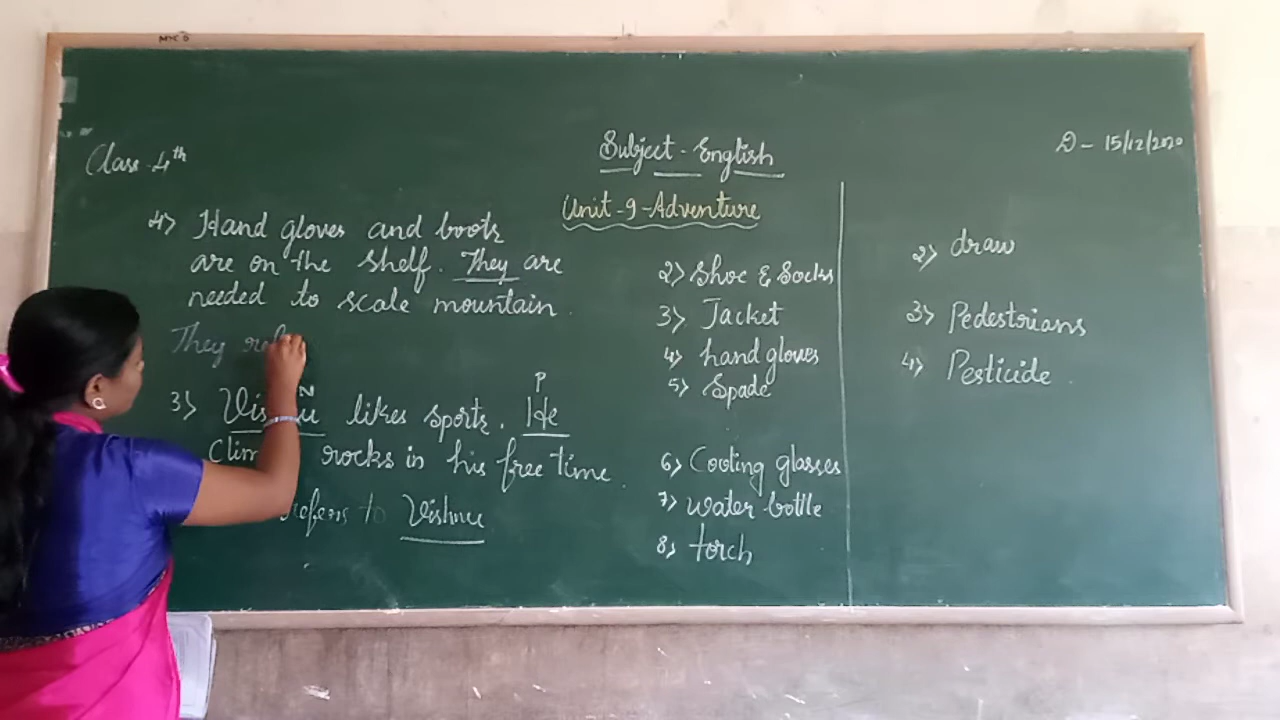 Class-4th
Subject-English
D-15/12/2020
Unit-9-Adventure
4> Hand gloves and boots
are on the shelf. They are
needed to scale mountain.
They
3> likes sports. He
P
N
rocks in his free time.
refers to Vishnu
2> Shoe & Socks
3> Jacket
4> hand gloves
5> Spade
6> Cooling glasses
7> water bottle
8> torch
2> draw
3> Pedestrians
4> Pesticide.